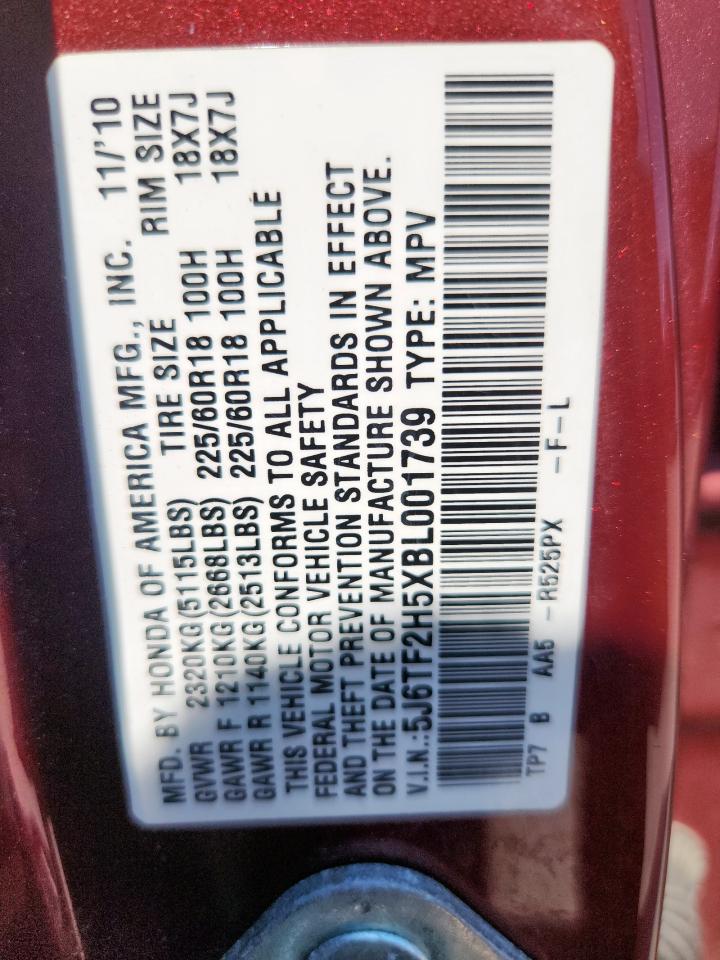 MFD. BY HONDA OF AMERICA MFG., INC. 11/'10
GVWR 2320KG(5115LBS) TIRE SIZE RIM SIZE
GAWR F 1210KG(2668LBS) 225/60R18 100H 18X7J
GAWR R 1140KG(2513LBS) 225/60R18 100H 18X7J
THIS VEHICLE CONFORMS TO ALL APPLICABLE
FEDERAL MOTOR VEHICLE SAFETY
AND THEFT PREVENTION STANDARDS IN EFFECT
ON THE DATE OF MANUFACTURE SHOWN ABOVE.
V.I.N.:5J6TF2H5XBL001739 TYPE: MPV
TP7 B AA5 - R525PX - F - L